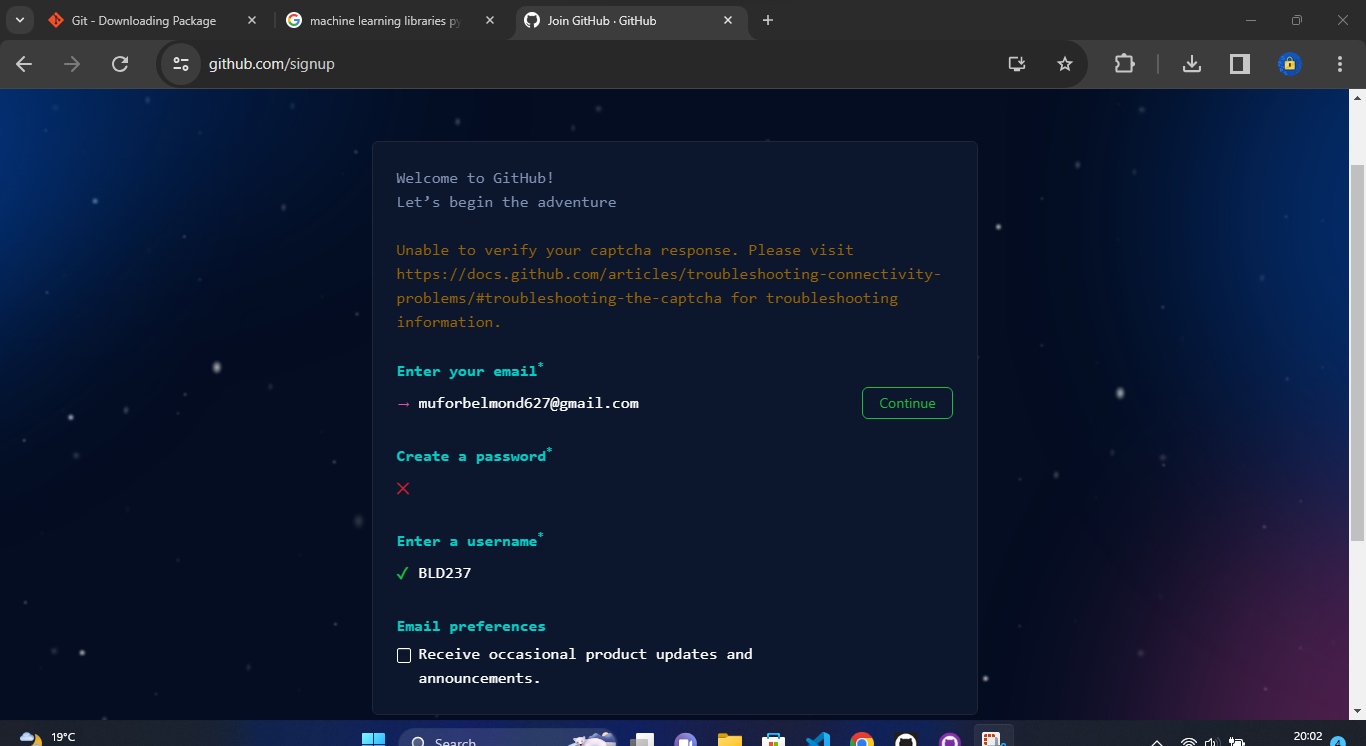 Git - Downloading Package
machine learning libraries py
Join GitHub · GitHub
github.com/signup
Welcome to GitHub!
Let’s begin the adventure
Unable to verify your captcha response. Please visit
https://docs.github.com/articles/troubleshooting-connectivity-
problems/#troubleshooting-the-captcha for troubleshooting
information.
Enter your email*
→ muforbelmond627@gmail.com
Continue
Create a password*
Enter a username*
✓ BLD237
Email preferences
Receive occasional product updates and
announcements.
19°C
Search
20:02
4